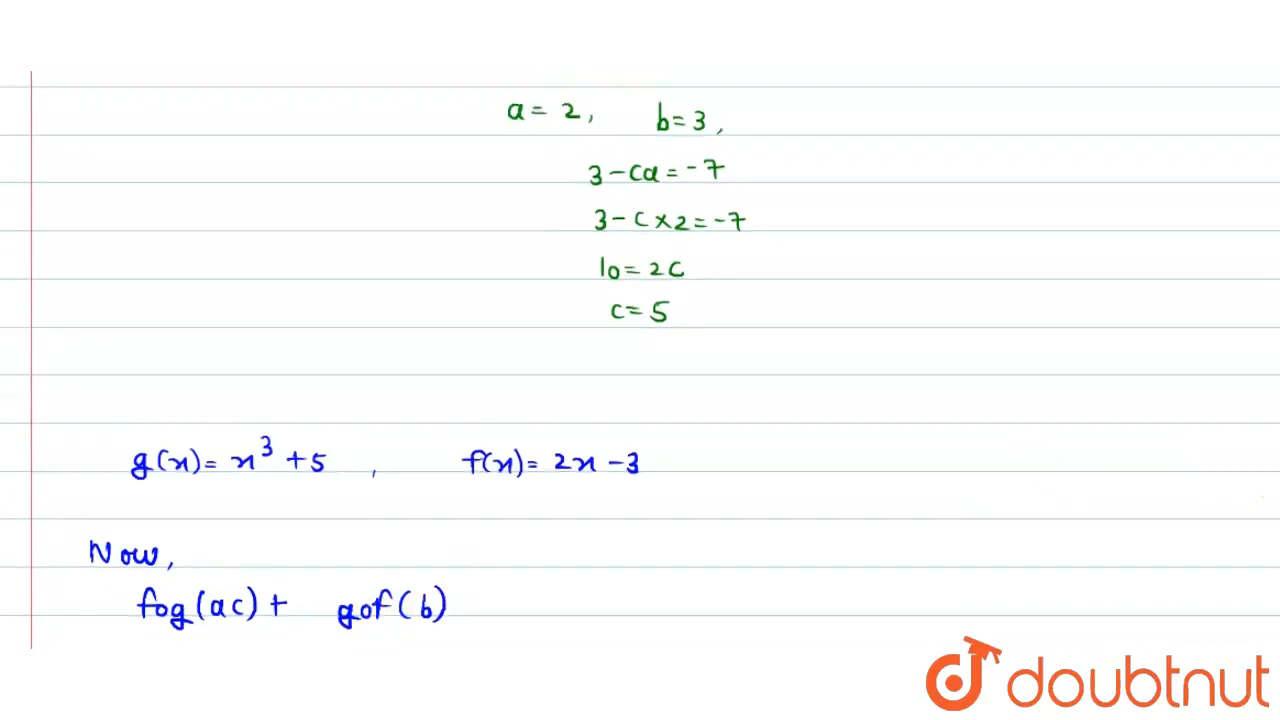 a = 2, b = 3,
3 - ca = -7
3 - c × 2 = -7
10 = 2c
c = 5
g(x) = x³ + 5 , f(x) = 2x - 3
Now,
fog(ac) + gof(b)
doubtnut